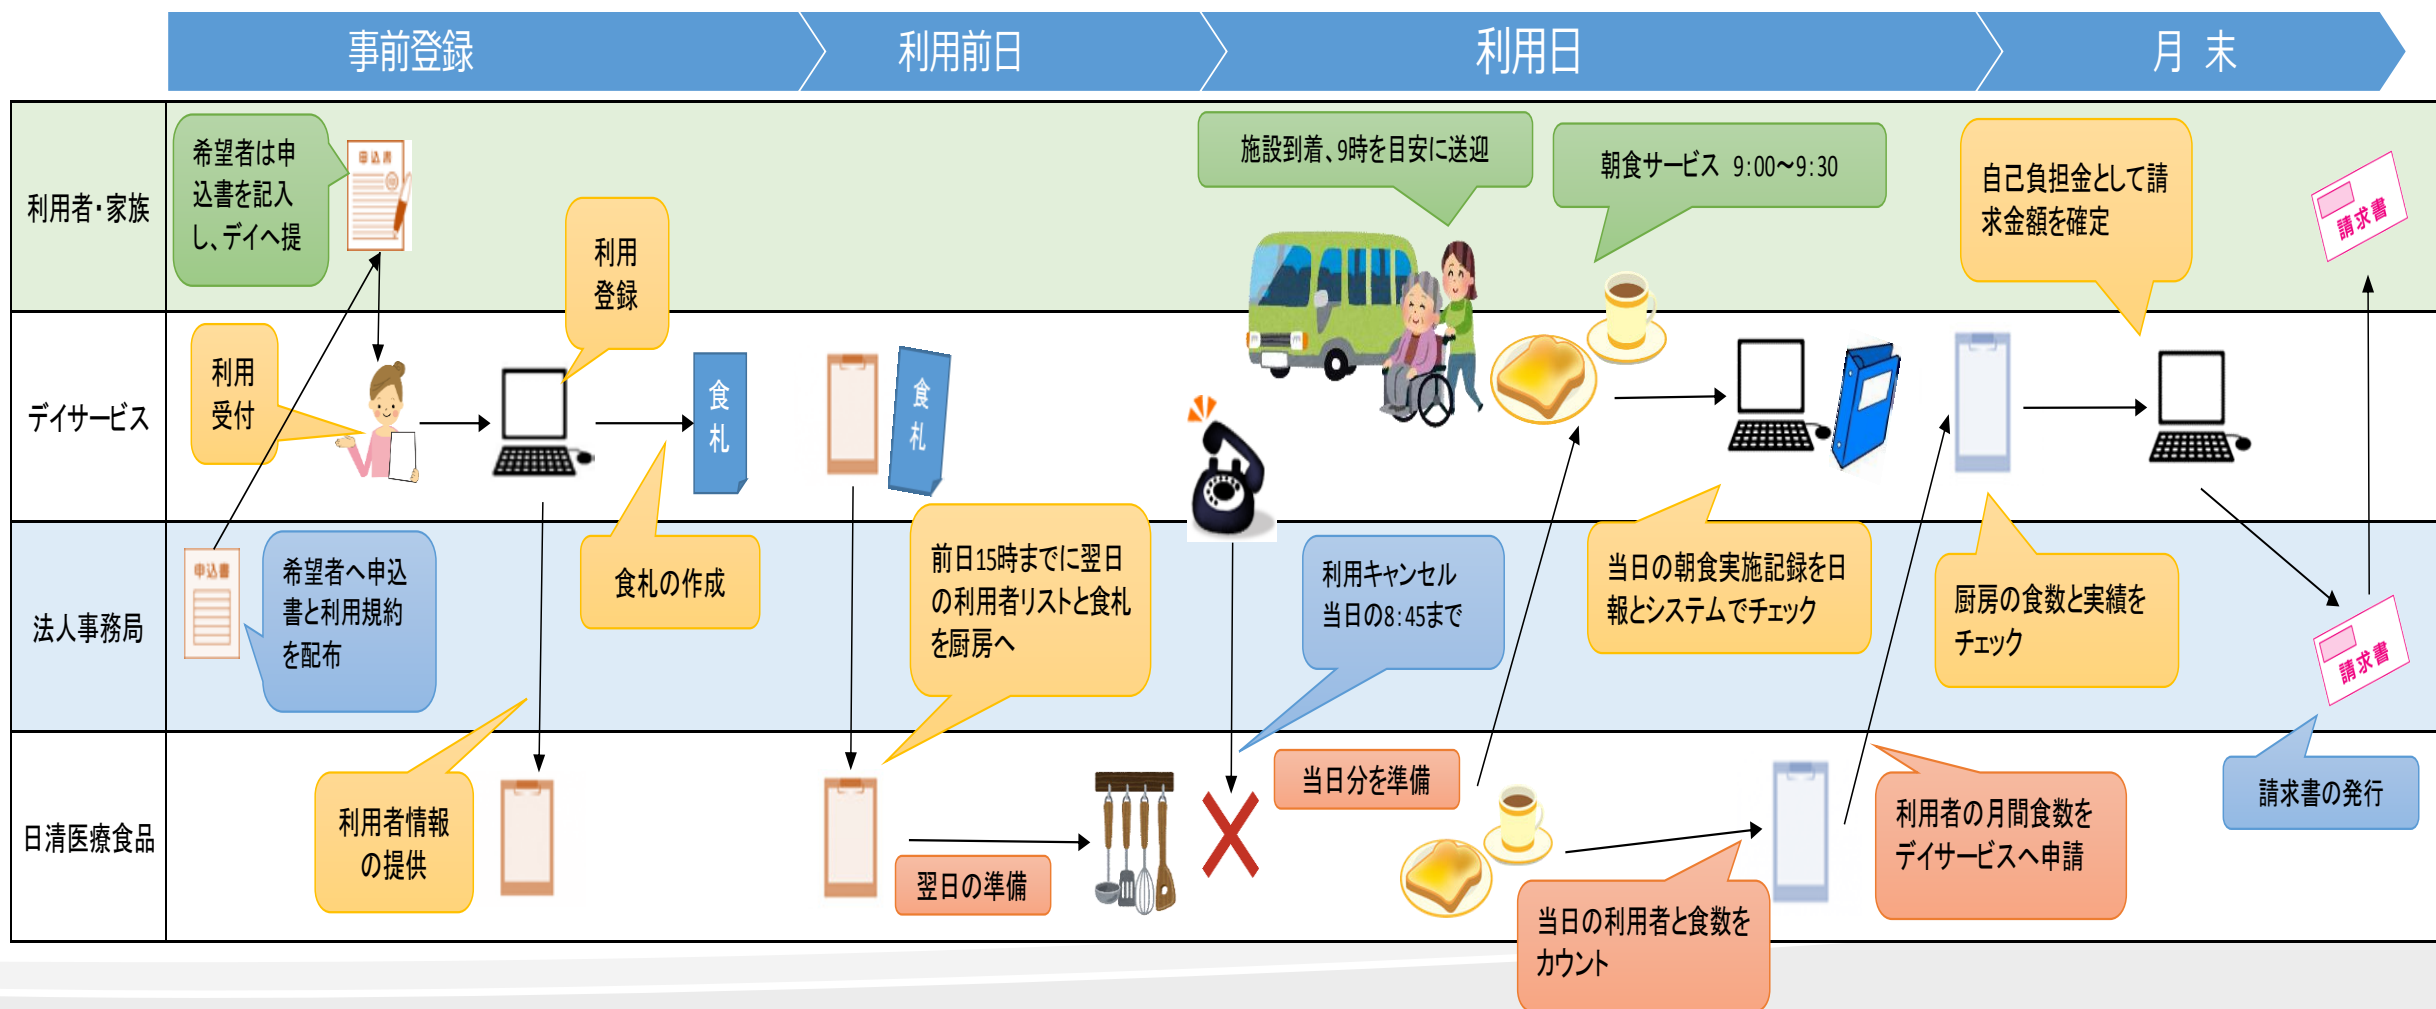 事前登録
利用前日
利用日
月 末
利用者・家族
希望者は申
込書を記入
し、デイへ提
申込書
利用
登録
施設到着、9時を目安に送迎
朝食サービス 9:00～9:30
自己負担金として請
求金額を確定
請求書
デイサービス
利用
受付
食
札
食
札
法人事務局
申込書
希望者へ申込
書と利用規約
を配布
食札の作成
前日15時までに翌日
の利用者リストと食札
を厨房へ
利用キャンセル
当日の8:45まで
当日の朝食実施記録を日
報とシステムでチェック
厨房の食数と実績を
チェック
請求書
日清医療食品
利用者情報
の提供
翌日の準備
当日分を準備
当日の利用者と食数を
カウント
利用者の月間食数を
デイサービスへ申請
請求書の発行